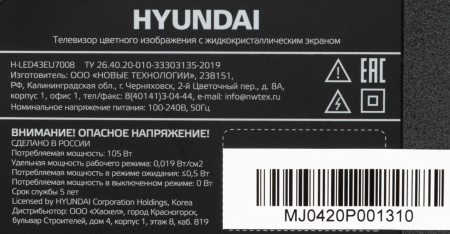 HYUNDAI
Телевизор цветного изображения с жидкокристаллическим экраном
H-LED43EU7008 ТУ 26.40.20-010-33303135-2019
Изготовитель: ООО «НОВЫЕ ТЕХНОЛОГИИ», 238151,
РФ, Калининградская обл., г. Черняховск, 2-й Цветочный пер., д. 8А,
корпус 1, офис 1, тел./факс: 8(40141)3-04-44, e-mail: info@nwtex.ru
Номинальное напряжение питания: 100-240В, 50Гц
EAC
ВНИМАНИЕ! ОПАСНОЕ НАПРЯЖЕНИЕ!
СДЕЛАНО В РОССИИ
Потребляемая мощность: 105 Вт
Удельная мощность рабочего режима: 0,019 Вт/см2
Потребляемая мощность в режиме ожидания: ≤0,5 Вт
Потребляемая мощность в выключенном режиме: 0 Вт
Срок службы 5 лет
Licensed by HYUNDAI Corporation Holdings, Korea
Дистрибьютор: ООО «Хаскел», город Красногорск,
бульвар Строителей, дом 4, корпус 1, этаж 8, каб. 819
MJ0420P001310